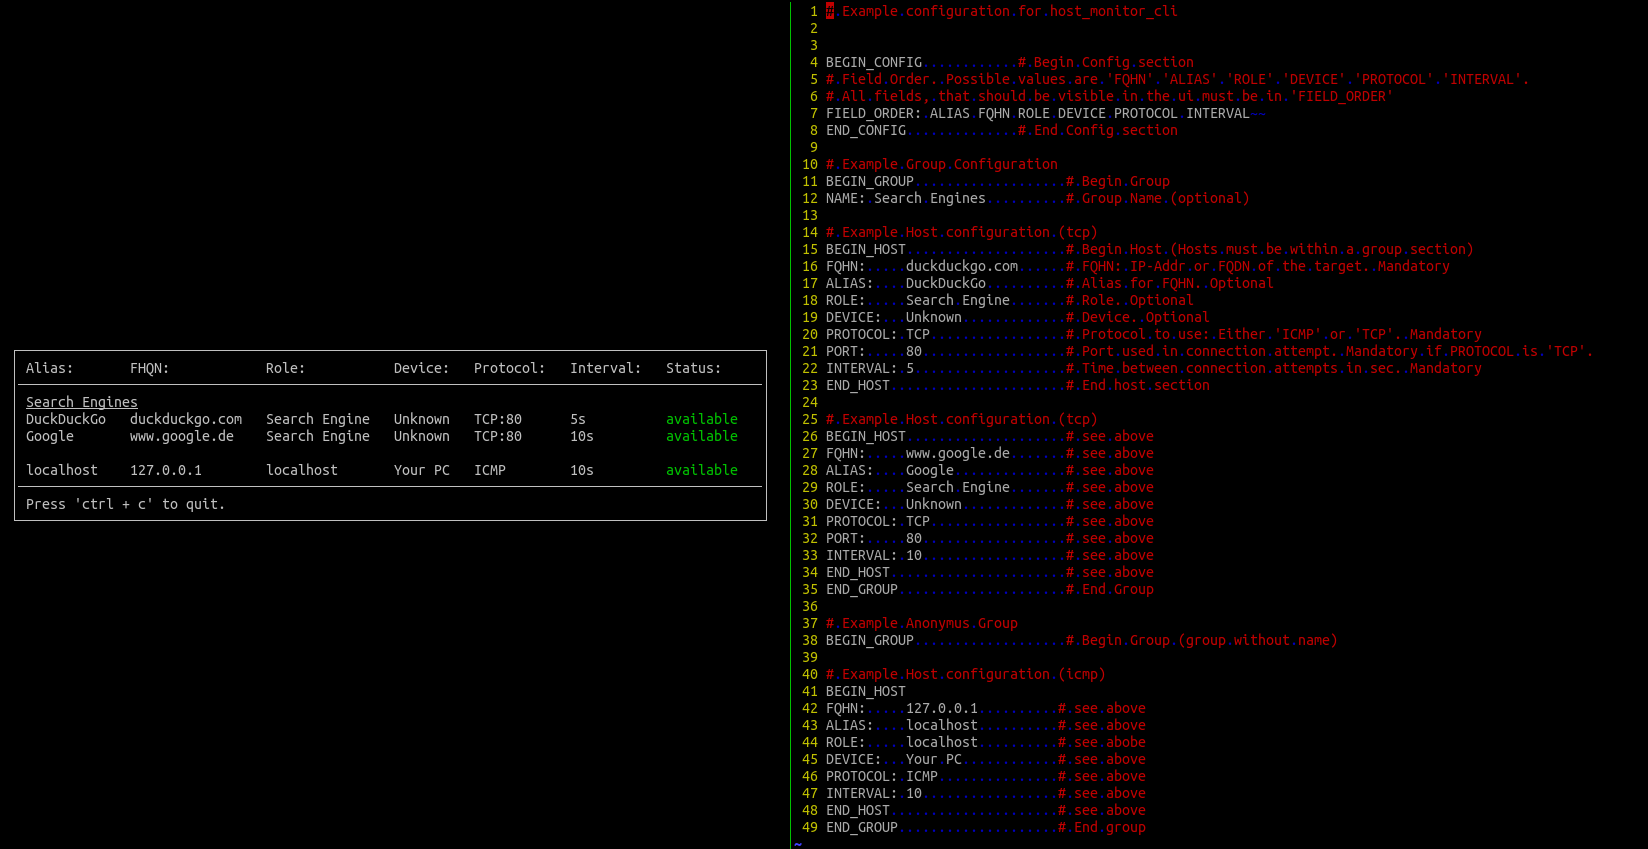 Alias: FHQN: Role: Device: Protocol: Interval: Status:
Search Engines
DuckDuckGo duckduckgo.com Search Engine Unknown TCP:80 5s available
Google www.google.de Search Engine Unknown TCP:80 10s available
localhost 127.0.0.1 localhost Your PC ICMP 10s available
Press 'ctrl + c' to quit.
1 # Example configuration for host_monitor_cli
2
3
4 BEGIN_CONFIG # Begin Config section
5 # Field Order. Possible values are 'FQHN' 'ALIAS' 'ROLE' 'DEVICE' 'PROTOCOL' 'INTERVAL'.
6 # All fields, that should be visible in the ui must be in 'FIELD_ORDER'
7 FIELD_ORDER: ALIAS FQHN ROLE DEVICE PROTOCOL INTERVAL~~
8 END_CONFIG # End Config section
9
10 # Example Group Configuration
11 BEGIN_GROUP # Begin Group
12 NAME: Search Engines # Group Name (optional)
13
14 # Example Host configuration (tcp)
15 BEGIN_HOST # Begin Host (Hosts must be within a group section)
16 FQHN: duckduckgo.com # FQHN: IP-Addr or FQDN of the target. Mandatory
17 ALIAS: DuckDuckGo # Alias for FQHN. Optional
18 ROLE: Search Engine # Role. Optional
19 DEVICE: Unknown # Device. Optional
20 PROTOCOL: TCP # Protocol to use: Either 'ICMP' or 'TCP'. Mandatory
21 PORT: 80 # Port used in connection attempt. Mandatory if PROTOCOL is 'TCP'.
22 INTERVAL: 5 # Time between connection attempts in sec. Mandatory
23 END_HOST # End host section
24
25 # Example Host configuration (tcp)
26 BEGIN_HOST # see above
27 FQHN: www.google.de # see above
28 ALIAS: Google # see above
29 ROLE: Search Engine # see above
30 DEVICE: Unknown # see above
31 PROTOCOL: TCP # see above
32 PORT: 80 # see above
33 INTERVAL: 10 # see above
34 END_HOST # see above
35 END_GROUP # End Group
36
37 # Example Anonymus Group
38 BEGIN_GROUP # Begin Group (group without name)
39
40 # Example Host configuration (icmp)
41 BEGIN_HOST
42 FQHN: 127.0.0.1 # see above
43 ALIAS: localhost # see above
44 ROLE: localhost # see abobe
45 DEVICE: Your PC # see above
46 PROTOCOL: ICMP # see above
47 INTERVAL: 10 # see above
48 END_HOST # see above
49 END_GROUP # End group
~